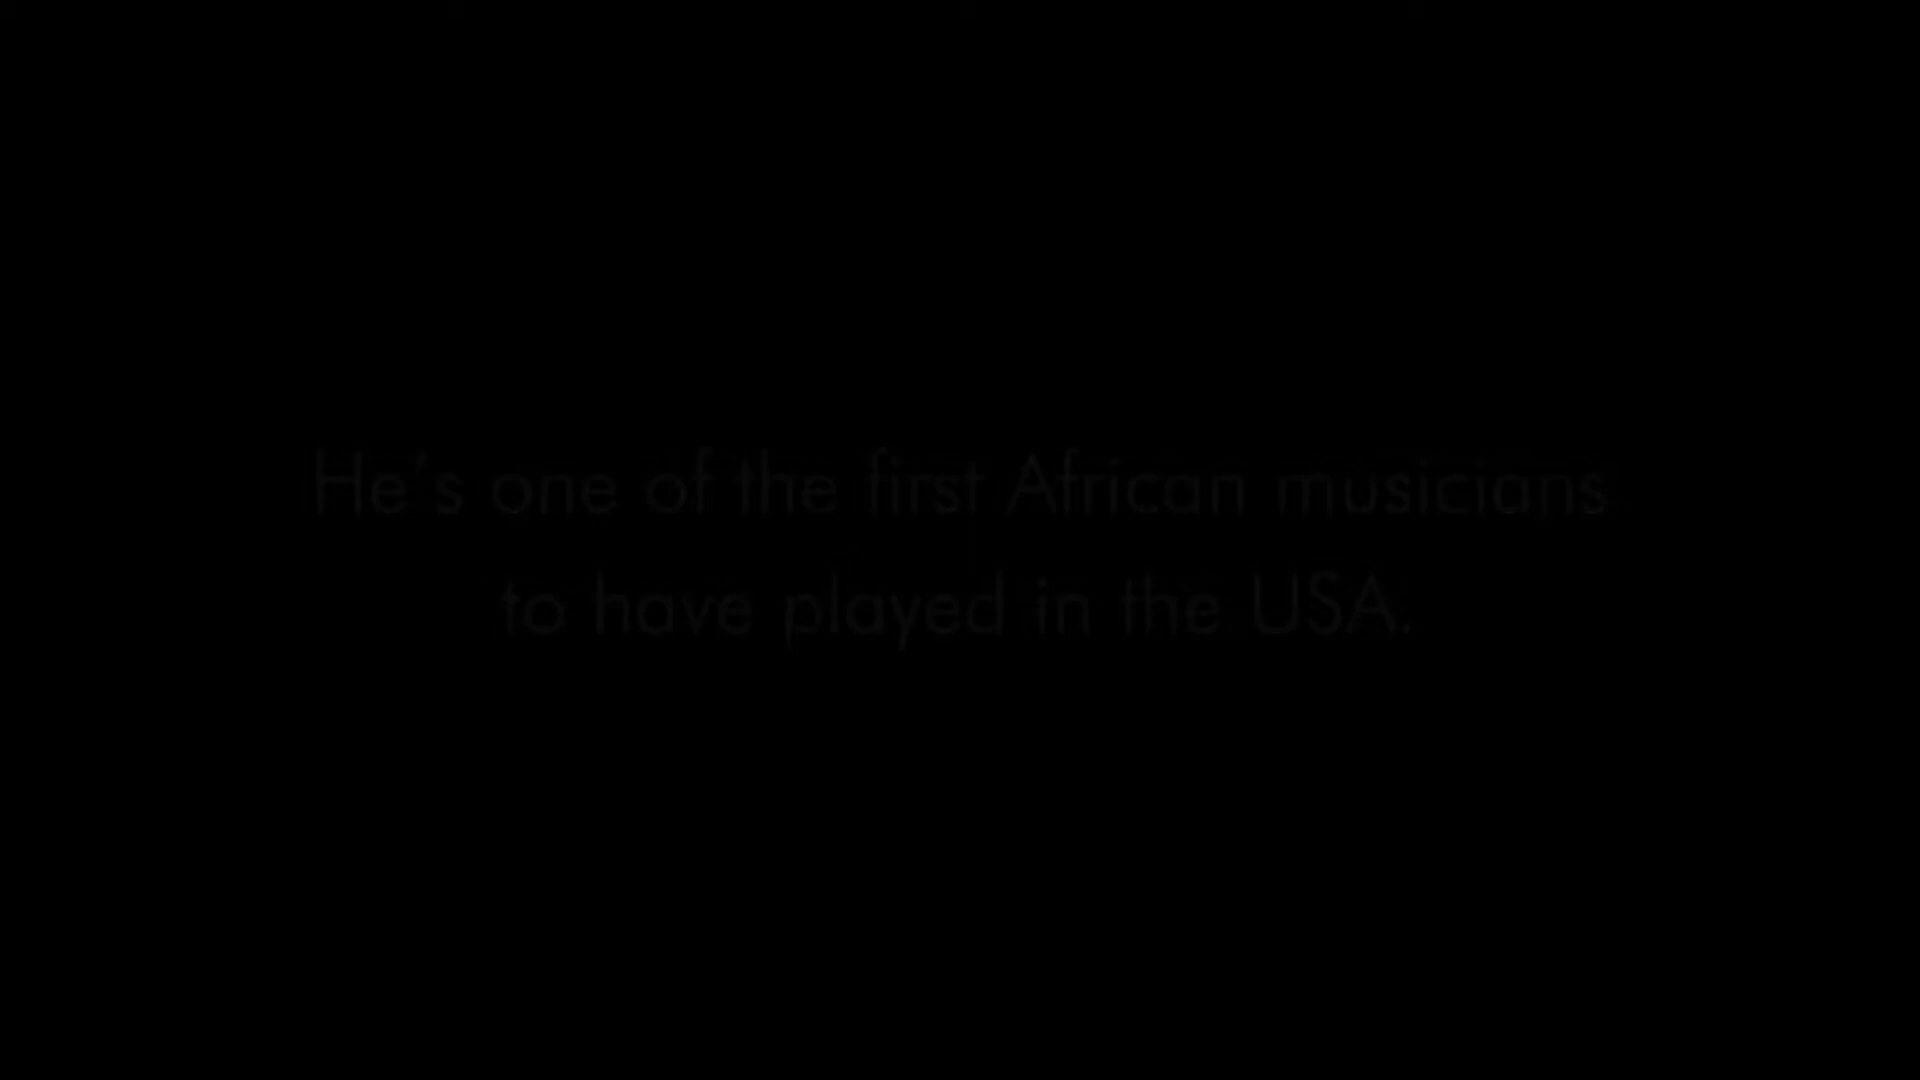 He's one of the first African musicians
to have played in the USA.